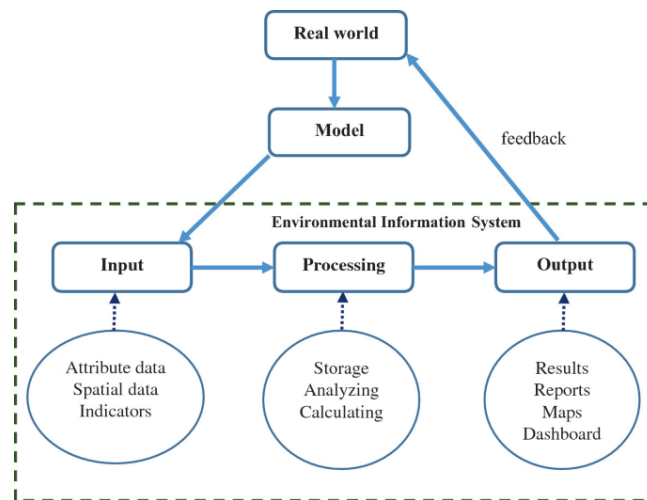 Real world
Model
feedback
Environmental Information System
Input
Processing
Output
Attribute data
Spatial data
Indicators
Storage
Analyzing
Calculating
Results
Reports
Maps
Dashboard